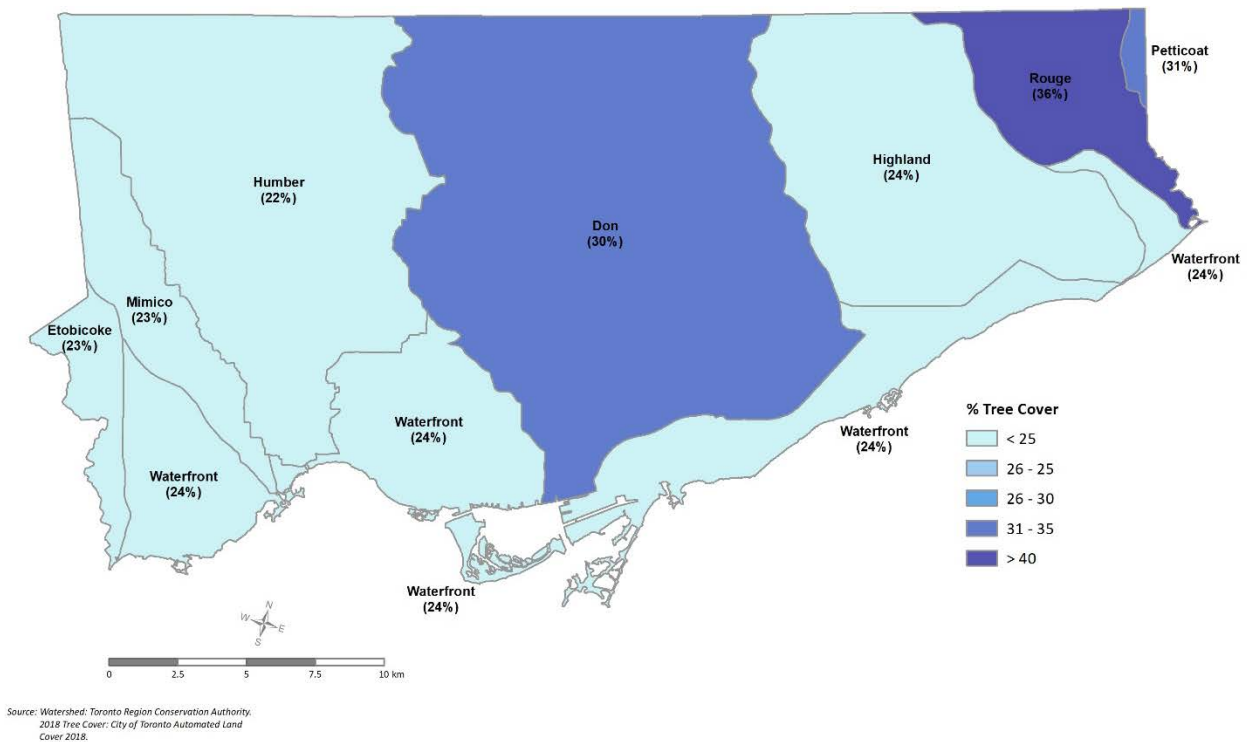 Petticoat
(31%)
Rouge
(36%)
Highland
(24%)
Humber
(22%)
Don
(30%)
Waterfront
(24%)
Mimico
(23%)
Etobicoke
(23%)
Waterfront
(24%)
Waterfront
(24%)
Waterfront
(24%)
Waterfront
(24%)
% Tree Cover
< 25
26 - 25
26 - 30
31 - 35
> 40
N
W
E
S
0 2.5 5 7.5 10 km
Source: Watershed: Toronto Region Conservation Authority.
2018 Tree Cover: City of Toronto Automated Land
Cover 2018.